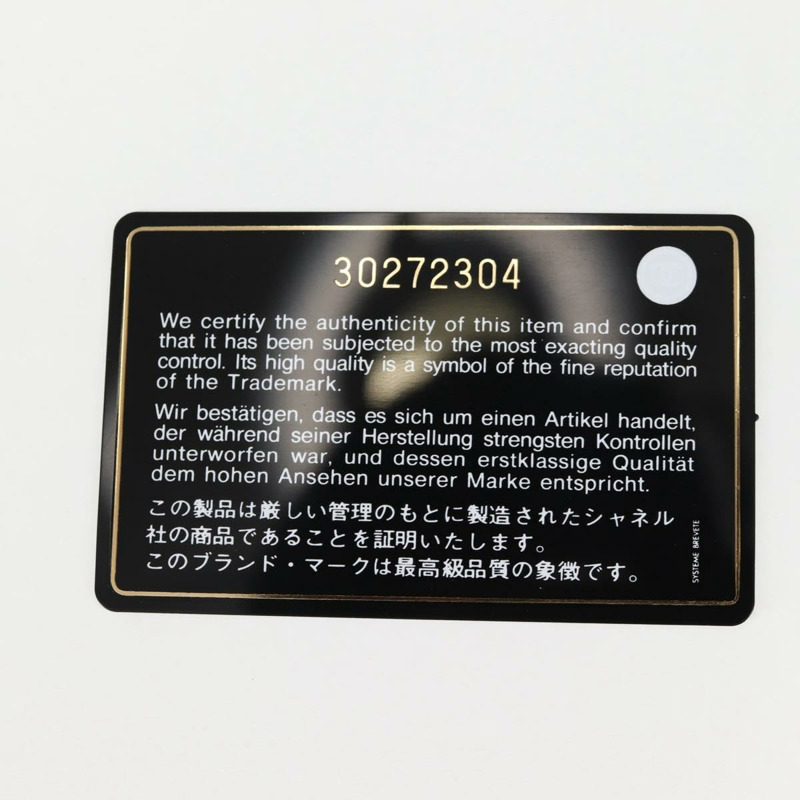 30272304
We certify the authenticity of this item and confirm
that it has been subjected to the most exacting quality
control. Its high quality is a symbol of the fine reputation
of the Trademark.
Wir bestätigen, dass es sich um einen Artikel handelt,
der während seiner Herstellung strengsten Kontrollen
unterworfen war, und dessen erstklassige Qualität
dem hohen Ansehen unserer Marke entspricht.
この製品は厳しい管理のもとに製造されたシャネル
社の商品であることを証明いたします。
このブランド・マークは最高級品質の象徴です。
SYSTEME BREVETE